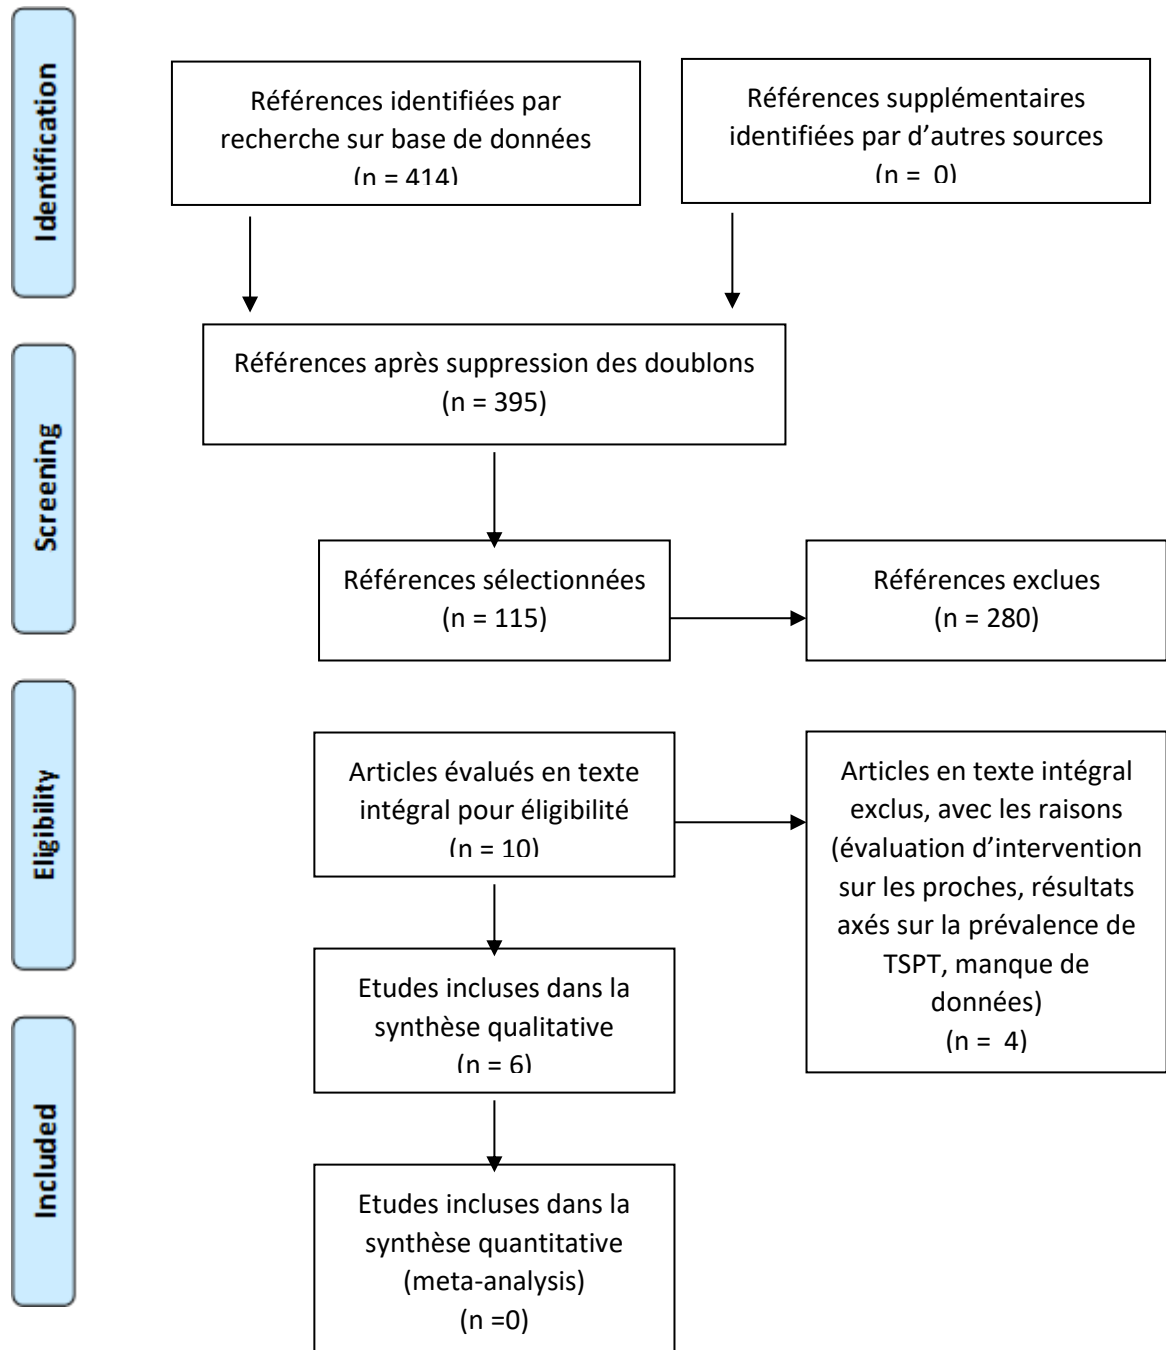 Identification
Références identifiées par
recherche sur base de données
(n = 414)
Références supplémentaires
identifiées par d'autres sources
(n = 0)
Screening
Références après suppression des doublons
(n = 395)
Références sélectionnées
(n = 115)
Références exclues
(n = 280)
Eligibility
Articles évalués en texte
intégral pour éligibilité
(n = 10)
Articles en texte intégral
exclus, avec les raisons
(évaluation d'intervention
sur les proches, résultats
axés sur la prévalence de
TSPT, manque de
données)
(n = 4)
Etudes incluses dans la
synthèse qualitative
(n = 6)
Included
Etudes incluses dans la
synthèse quantitative
(meta-analysis)
(n =0)